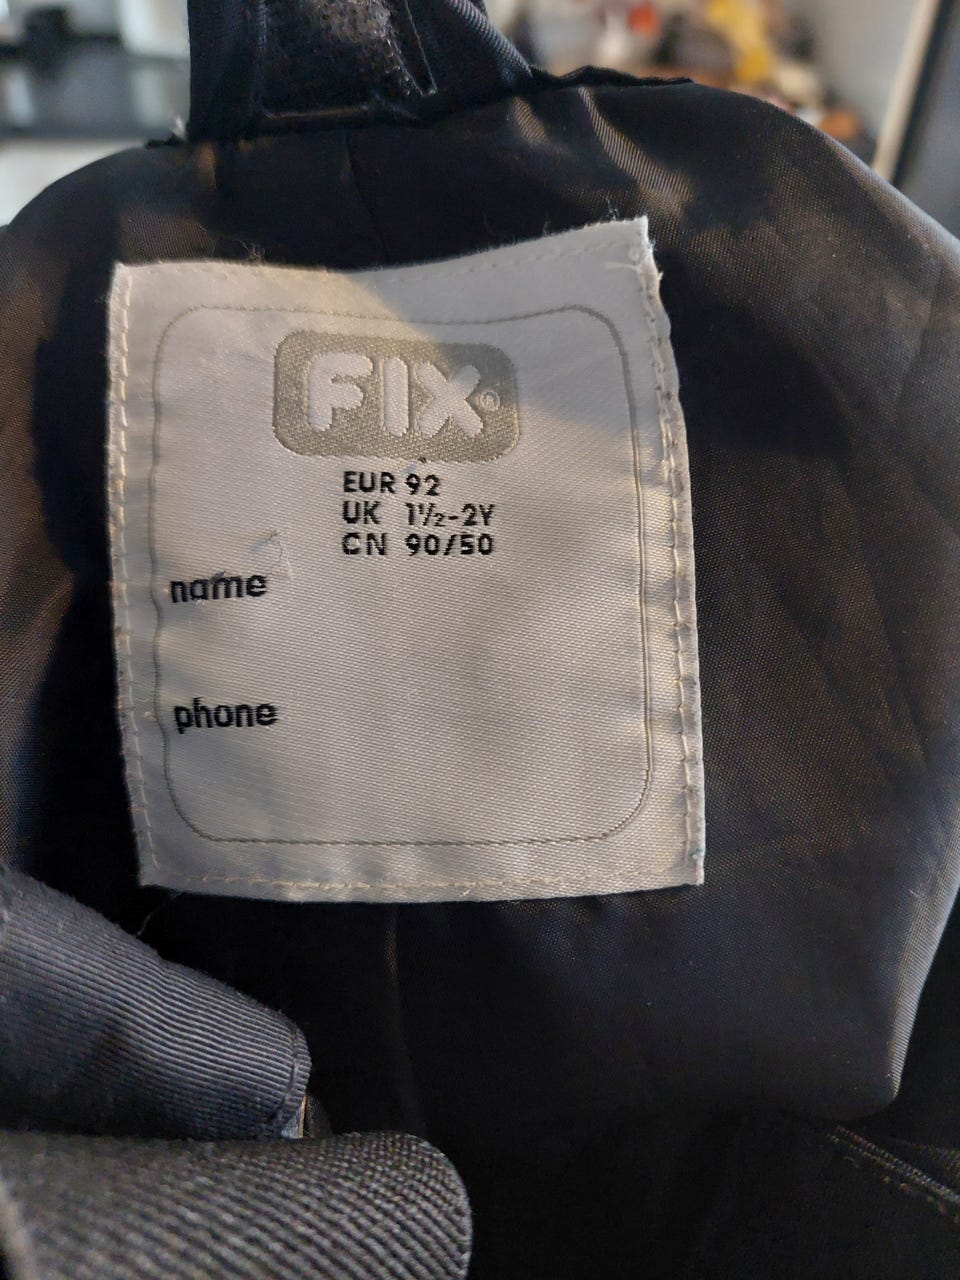 FIX®
EUR 92
UK 1½-2Y
CN 90/50
name
phone